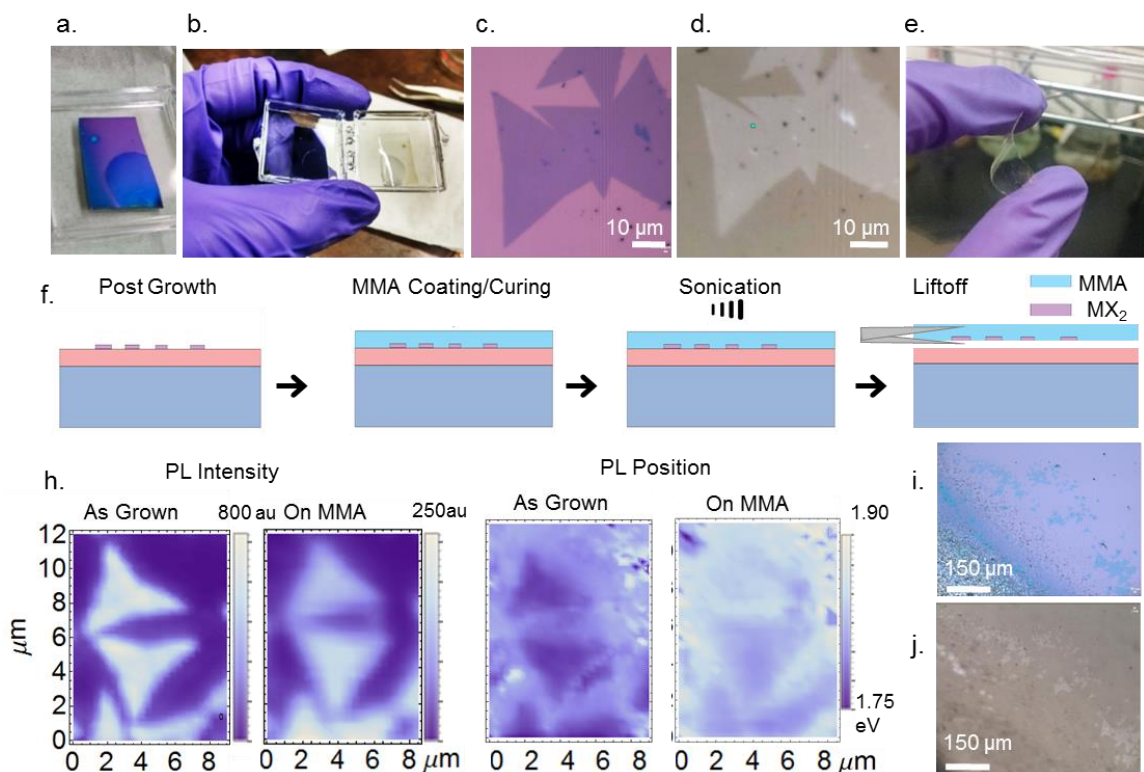 a.
b.
c.
d.
e.
10 µm
10 µm
f.
Post Growth
MMA Coating/Curing
Sonication
Liftoff
MMA
MX₂
h.
PL Intensity
PL Position
i.
As Grown
800 au
On MMA
250au
As Grown
On MMA
1.90
12
10
8
6
4
2
0
µm
0 2 4 6 8
0 2 4 6 8 µm
0 2 4 6 8
0 2 4 6 8 µm
1.75
eV
150 µm
j.
150 µm